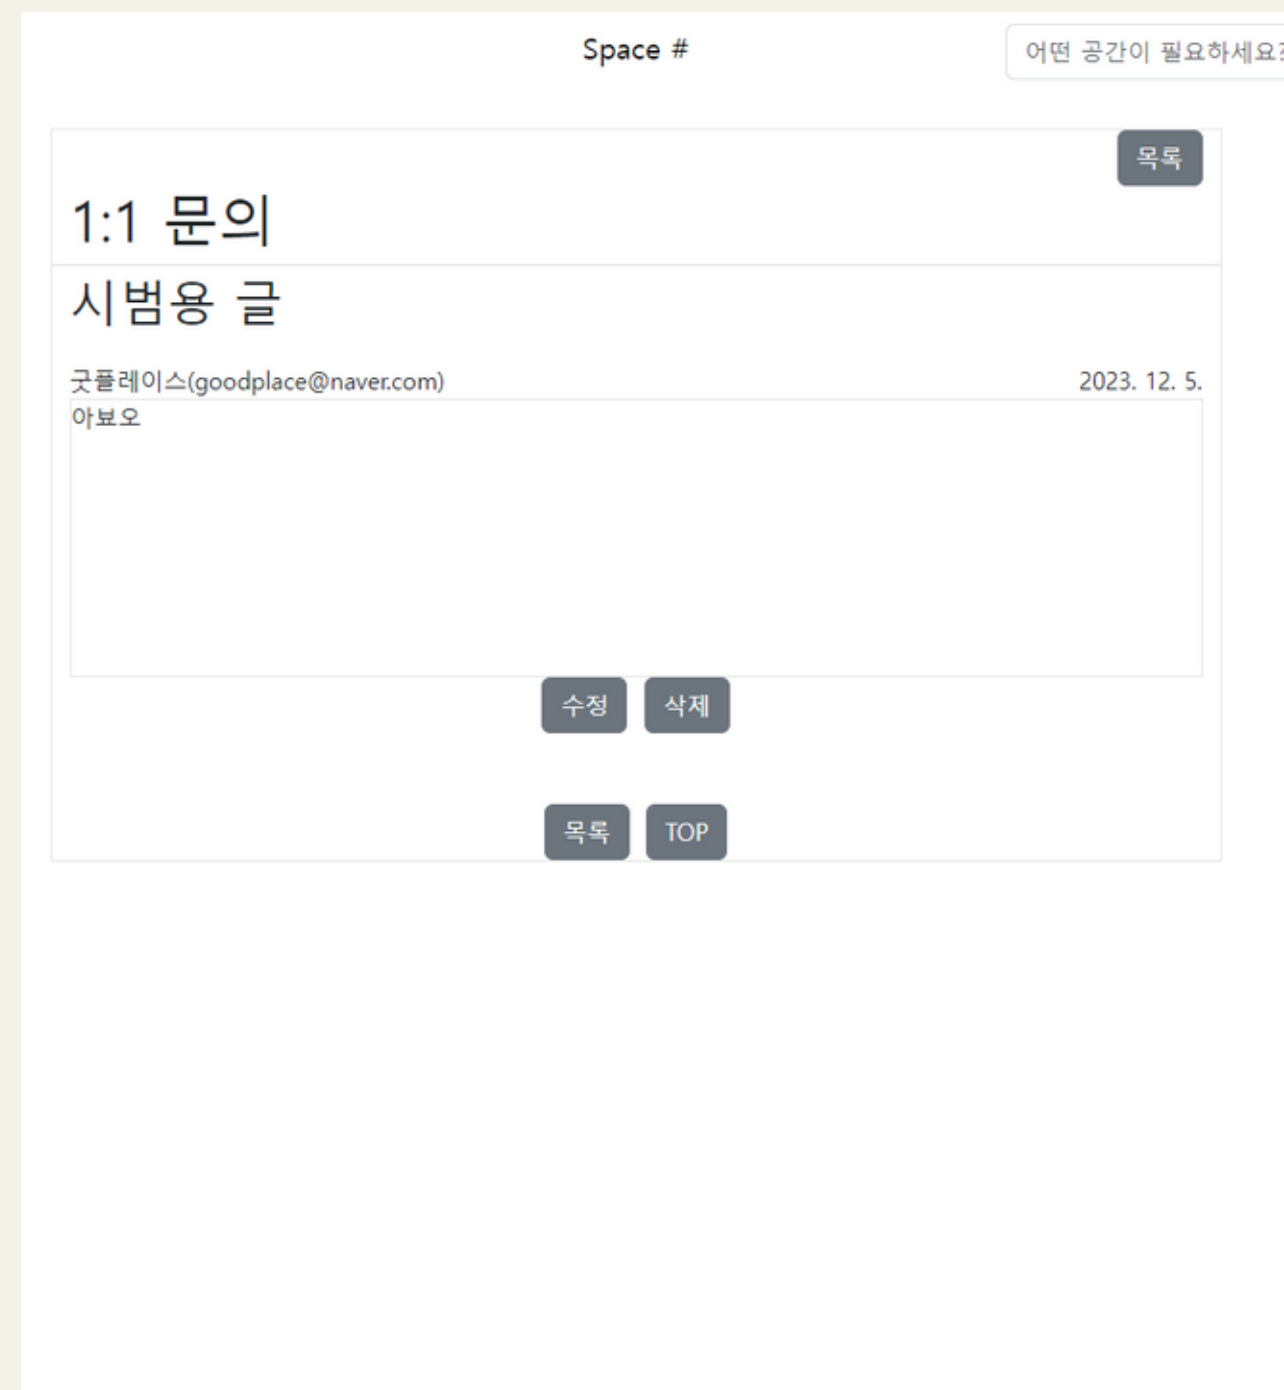 Space #
어떤 공간이 필요하세요?
목록
1:1 문의
시범용 글
굿플레이스(goodplace@naver.com)
2023. 12. 5.
아뵤오
수정 삭제
목록 TOP